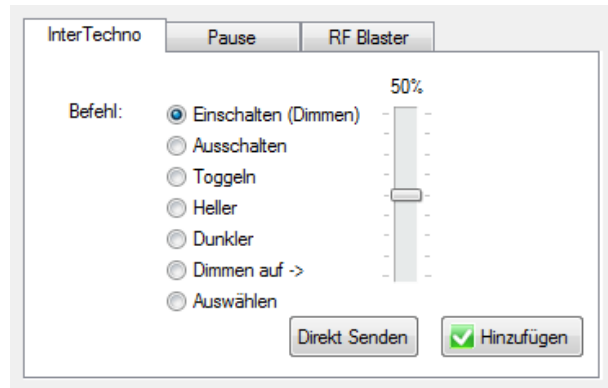 InterTechno Pause RF Blaster
50%
Befehl: Einschalten (Dimmen)
Ausschalten
Toggeln
Heller
Dunkler
Dimmen auf ->
Auswählen
Direkt Senden Hinzufügen